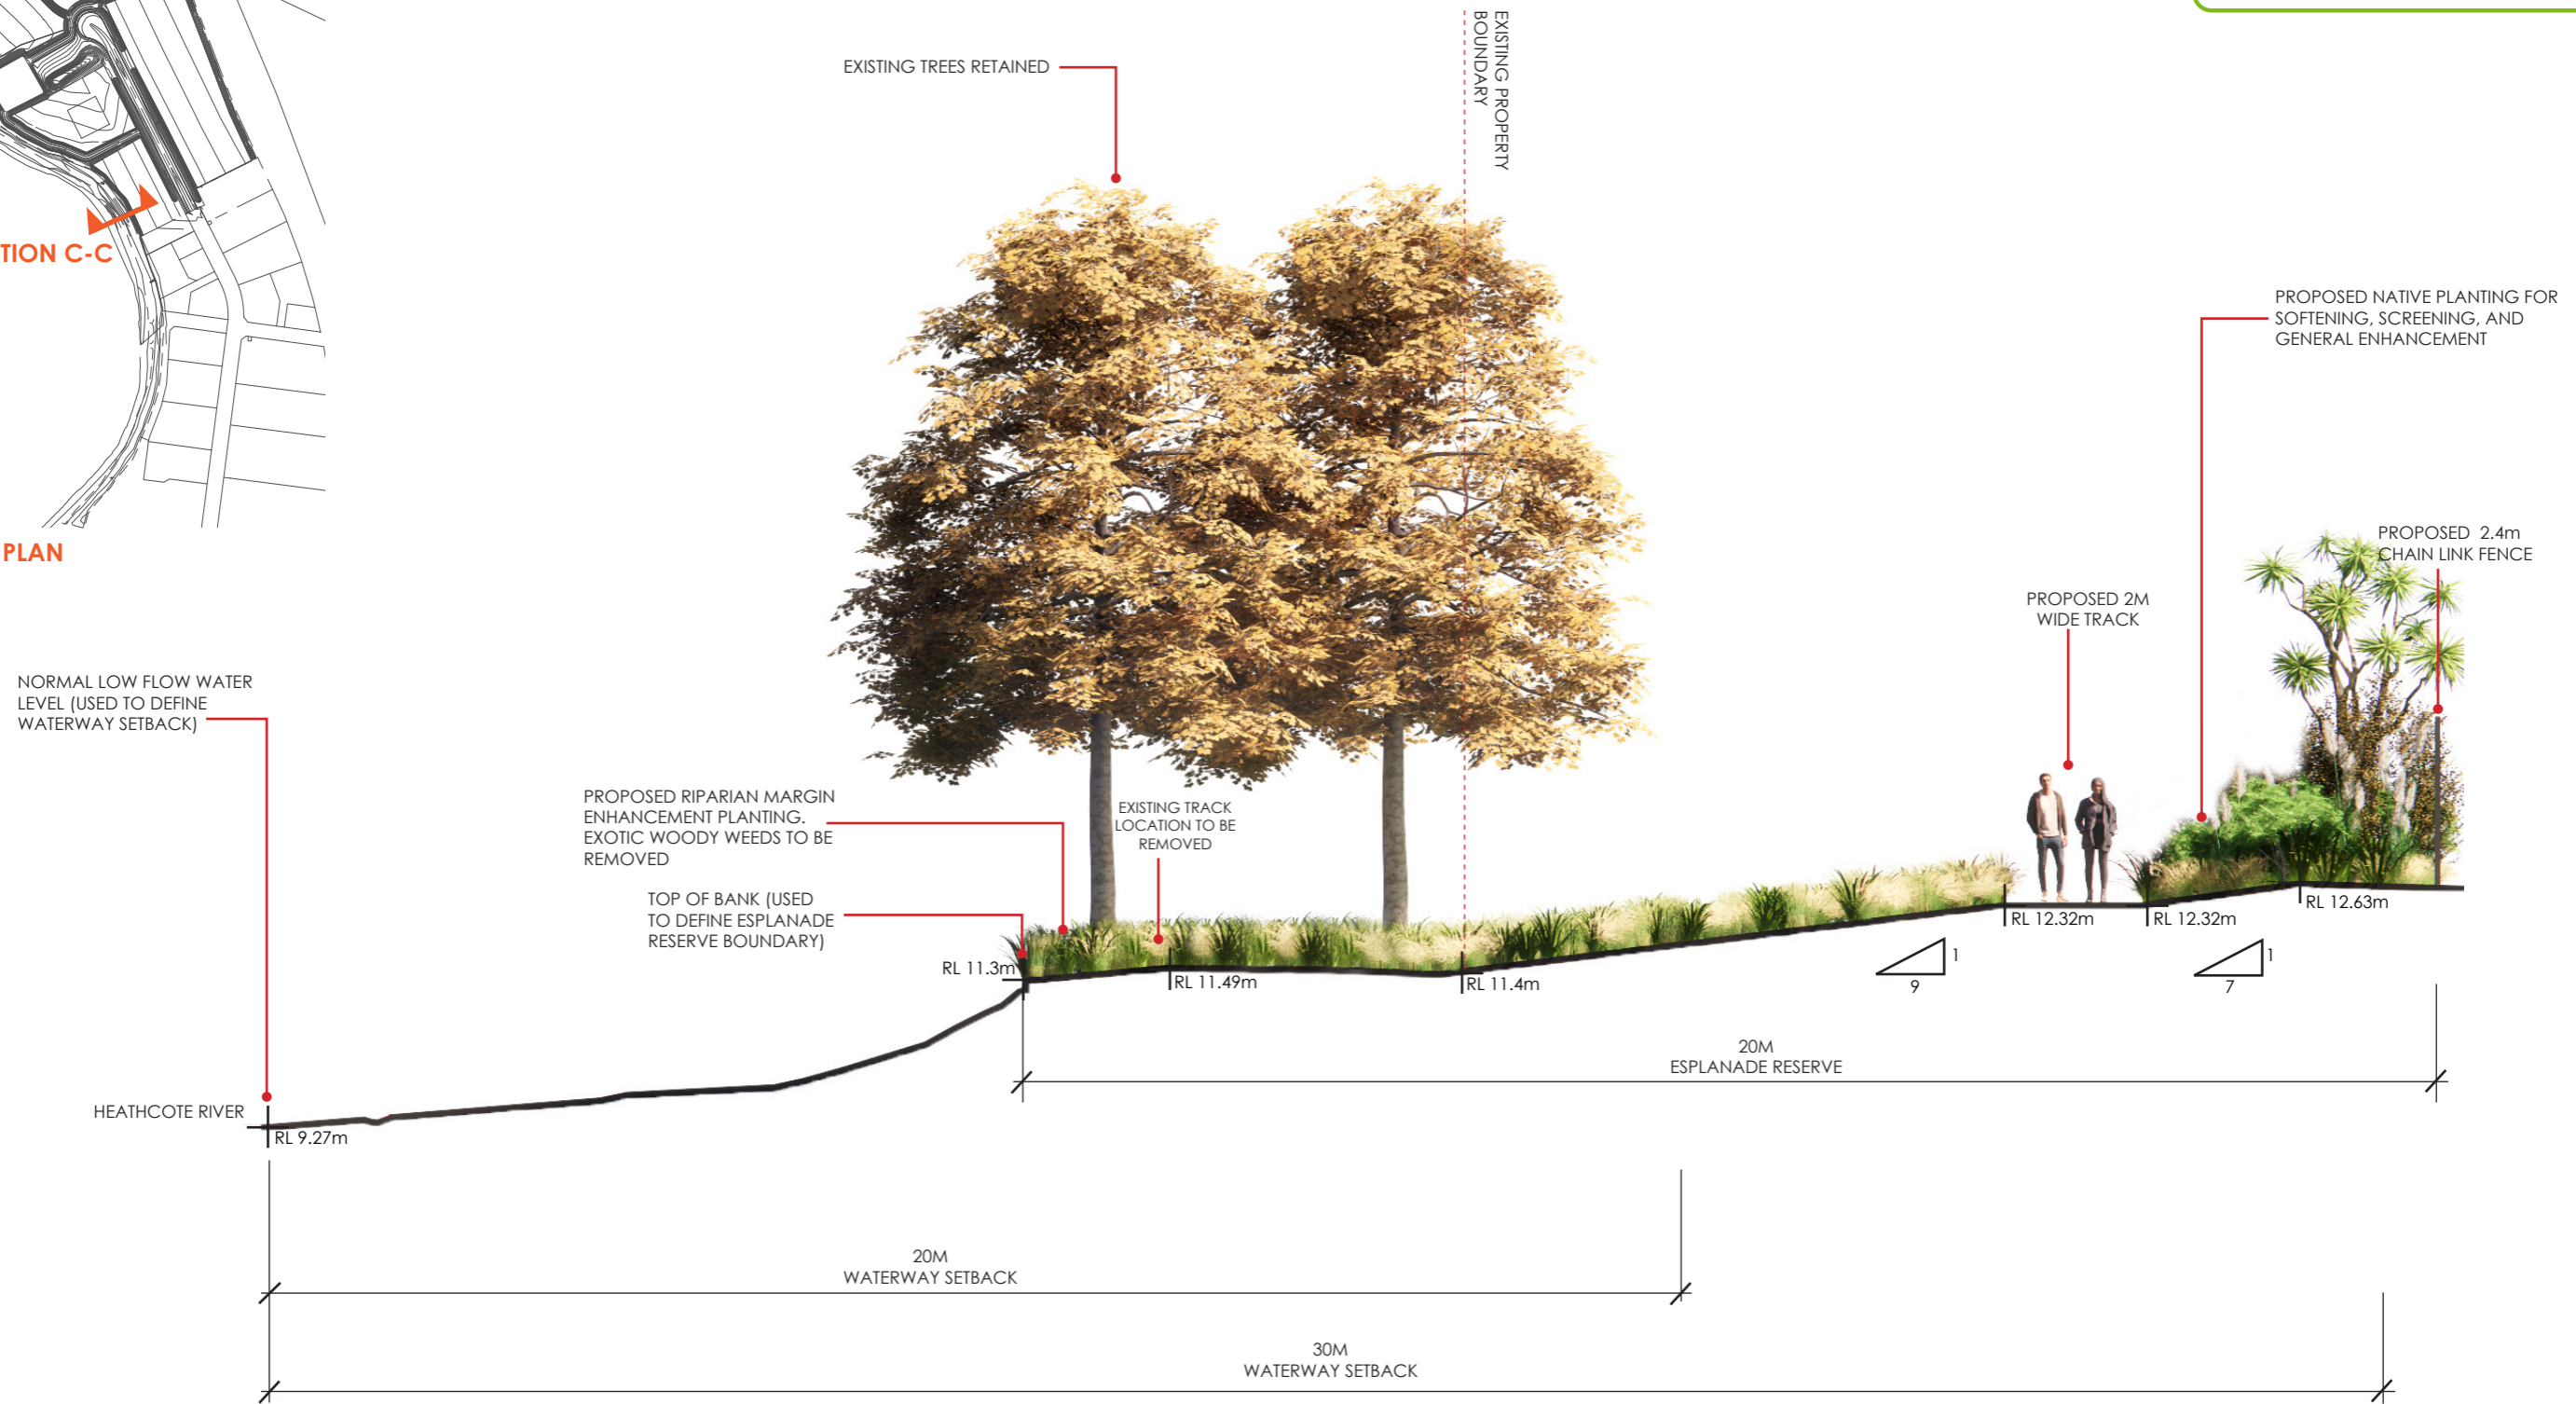 EXISTING PROPERTY
BOUNDARY
EXISTING TREES RETAINED
TION C-C
PROPOSED NATIVE PLANTING FOR
SOFTENING, SCREENING, AND
GENERAL ENHANCEMENT
PLAN
PROPOSED 2.4m
CHAIN LINK FENCE
PROPOSED 2M
WIDE TRACK
NORMAL LOW FLOW WATER
LEVEL (USED TO DEFINE
WATERWAY SETBACK)
PROPOSED RIPARIAN MARGIN
ENHANCEMENT PLANTING.
EXOTIC WOODY WEEDS TO BE
REMOVED
EXISTING TRACK
LOCATION TO BE
REMOVED
TOP OF BANK (USED
TO DEFINE ESPLANADE
RESERVE BOUNDARY)
RL 11.3m
RL 11.49m
RL 11.4m
RL 12.32m
RL 12.32m
RL 12.63m
1
9
1
7
20M
ESPLANADE RESERVE
HEATHCOTE RIVER
RL 9.27m
20M
WATERWAY SETBACK
30M
WATERWAY SETBACK